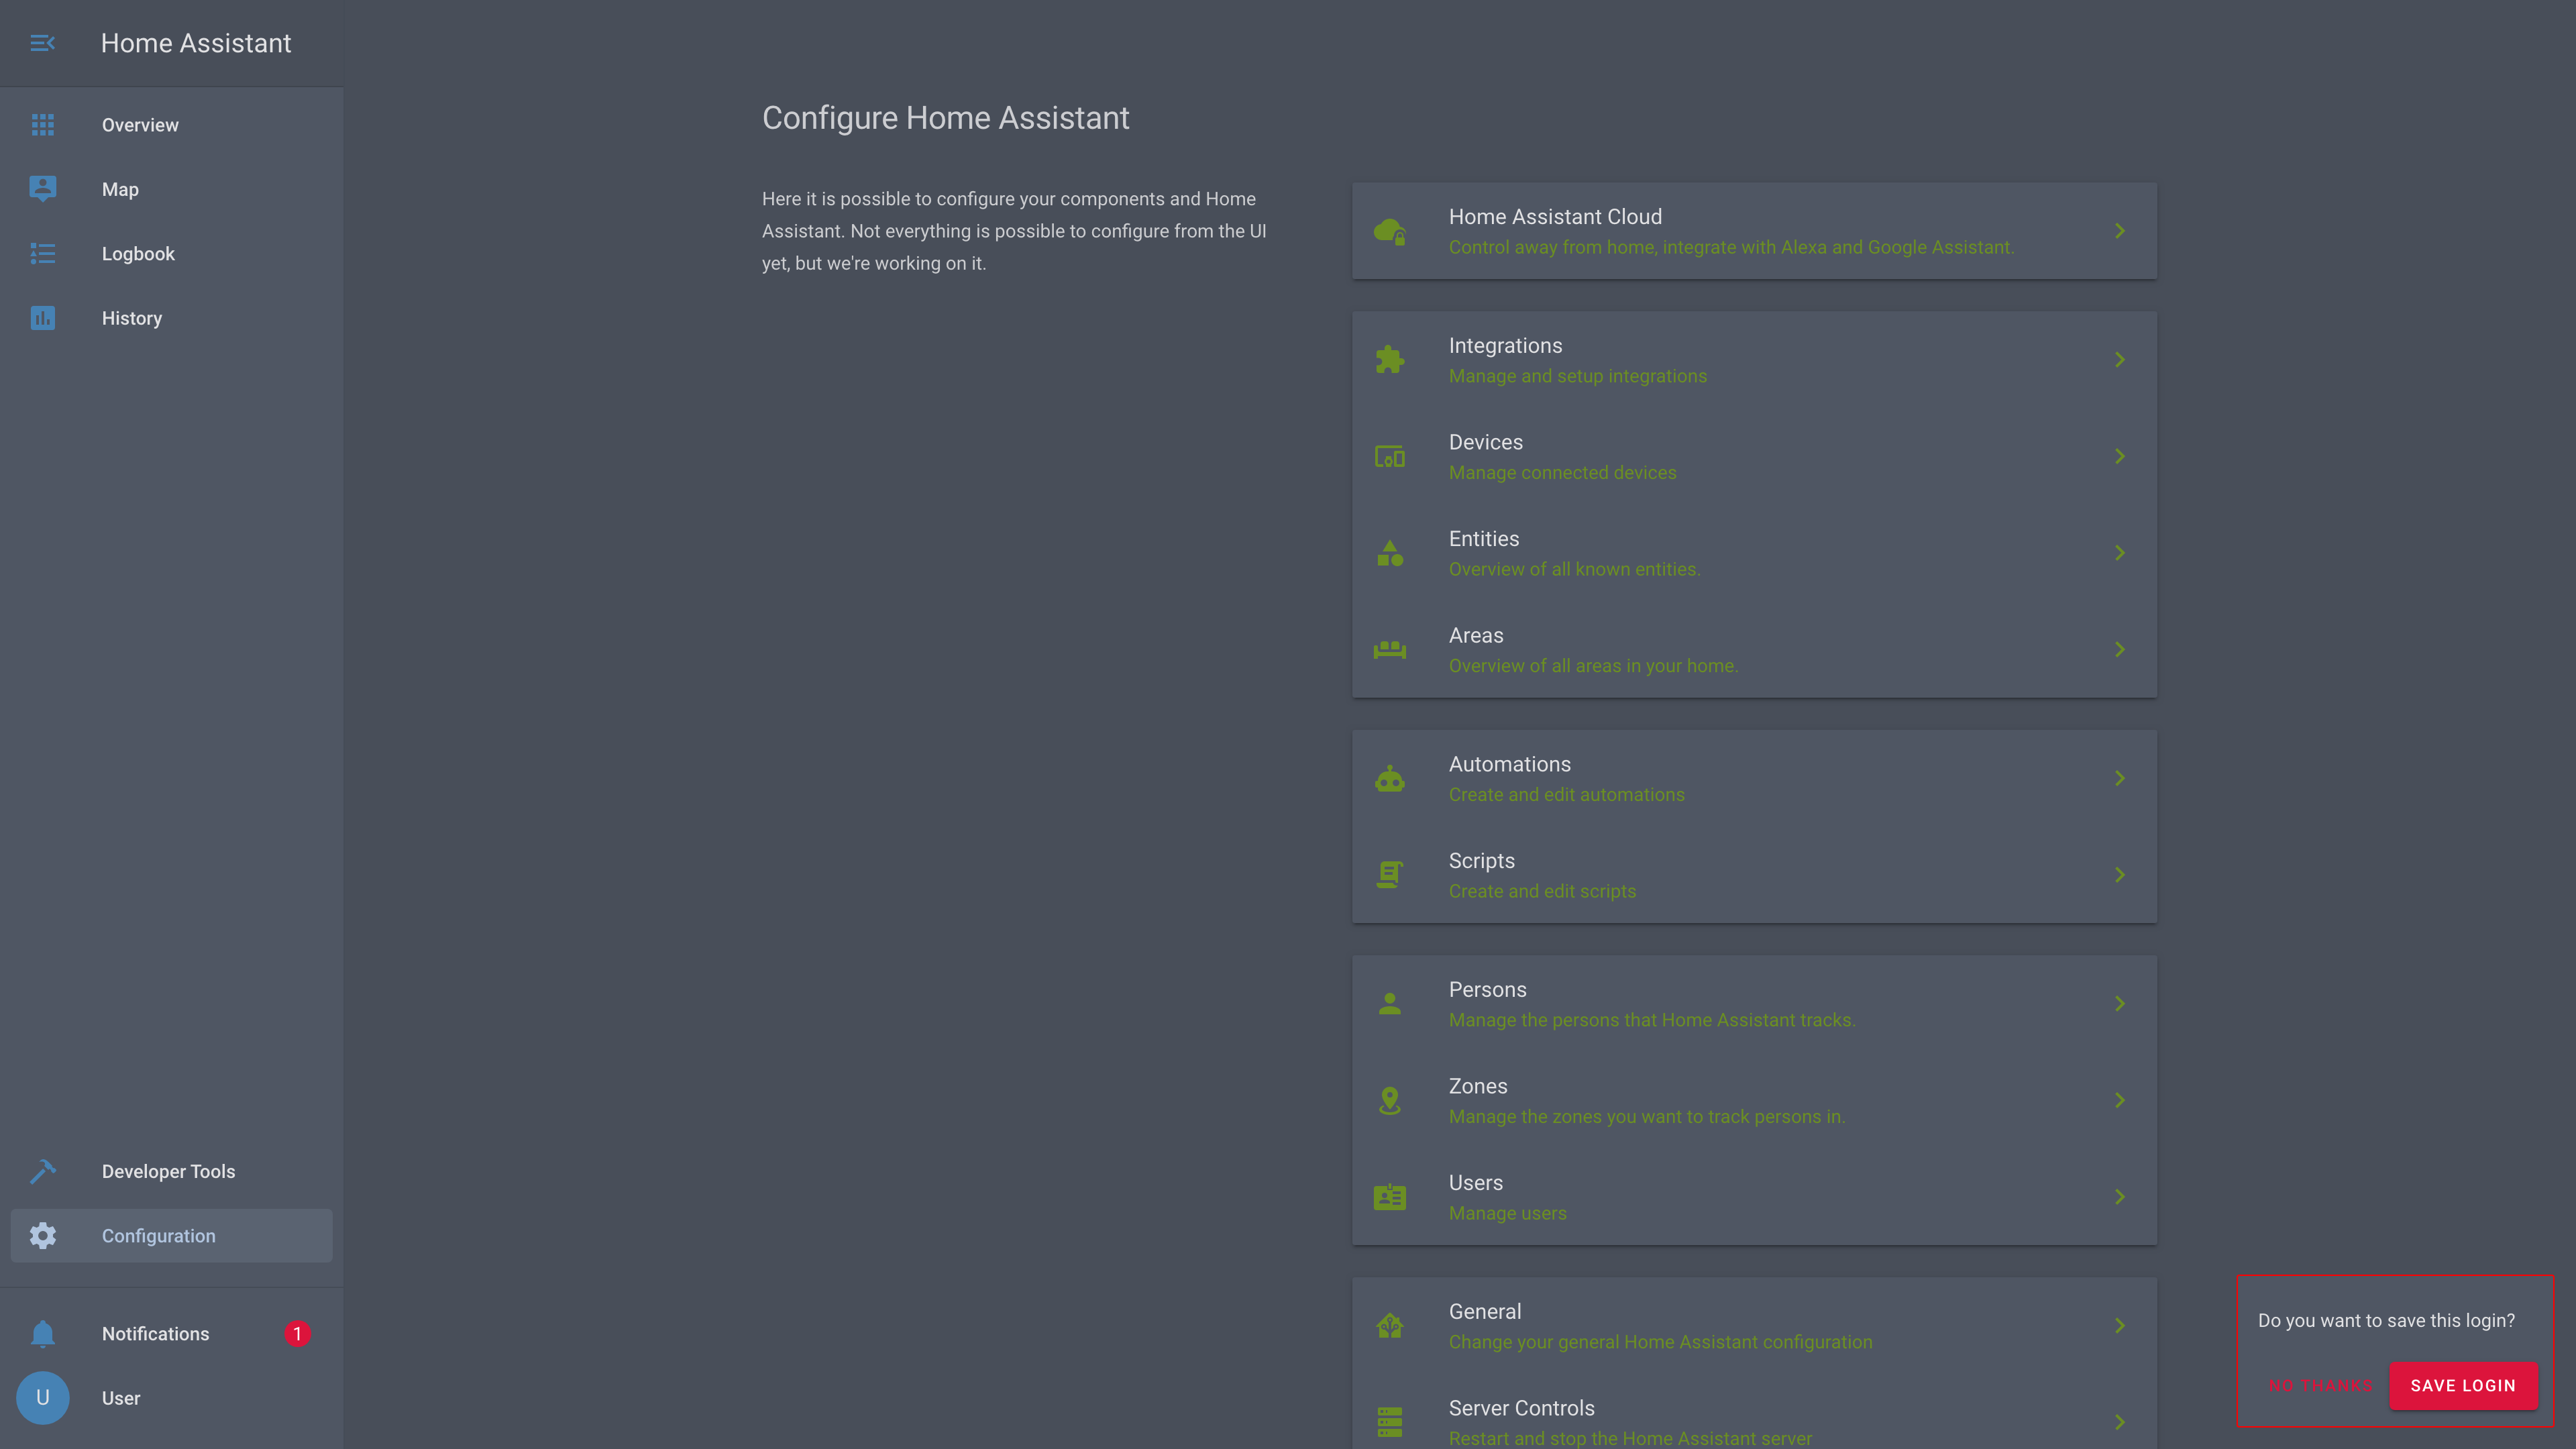 Home Assistant
Overview
Map
Logbook
History
Developer Tools
Configuration
Notifications
1
U
User
Configure Home Assistant
Here it is possible to configure your components and Home
Assistant. Not everything is possible to configure from the UI
yet, but we're working on it.
Home Assistant Cloud
Control away from home, integrate with Alexa and Google Assistant.
Integrations
Manage and setup integrations
Devices
Manage connected devices
Entities
Overview of all known entities.
Areas
Overview of all areas in your home.
Automations
Create and edit automations
Scripts
Create and edit scripts
Persons
Manage the persons that Home Assistant tracks.
Zones
Manage the zones you want to track persons in.
Users
Manage users
General
Change your general Home Assistant configuration
Server Controls
Restart and stop the Home Assistant server
Do you want to save this login?
NO THANKS
SAVE LOGIN